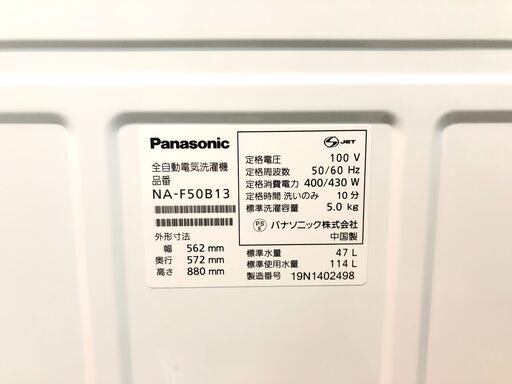 Panasonic
全自動電気洗濯機
品番
NA-F50B13
外形寸法
幅 562 mm
奥行 572 mm
高さ 880 mm
S JET
定格電圧 100 V
定格周波数 50/60 Hz
定格消費電力 400/430 W
定格時間 洗いのみ 10分
標準洗濯容量 5.0 kg
PS E パナソニック株式会社
中国製
標準水量 47 L
標準使用水量 114 L
製造番号 19N1402498